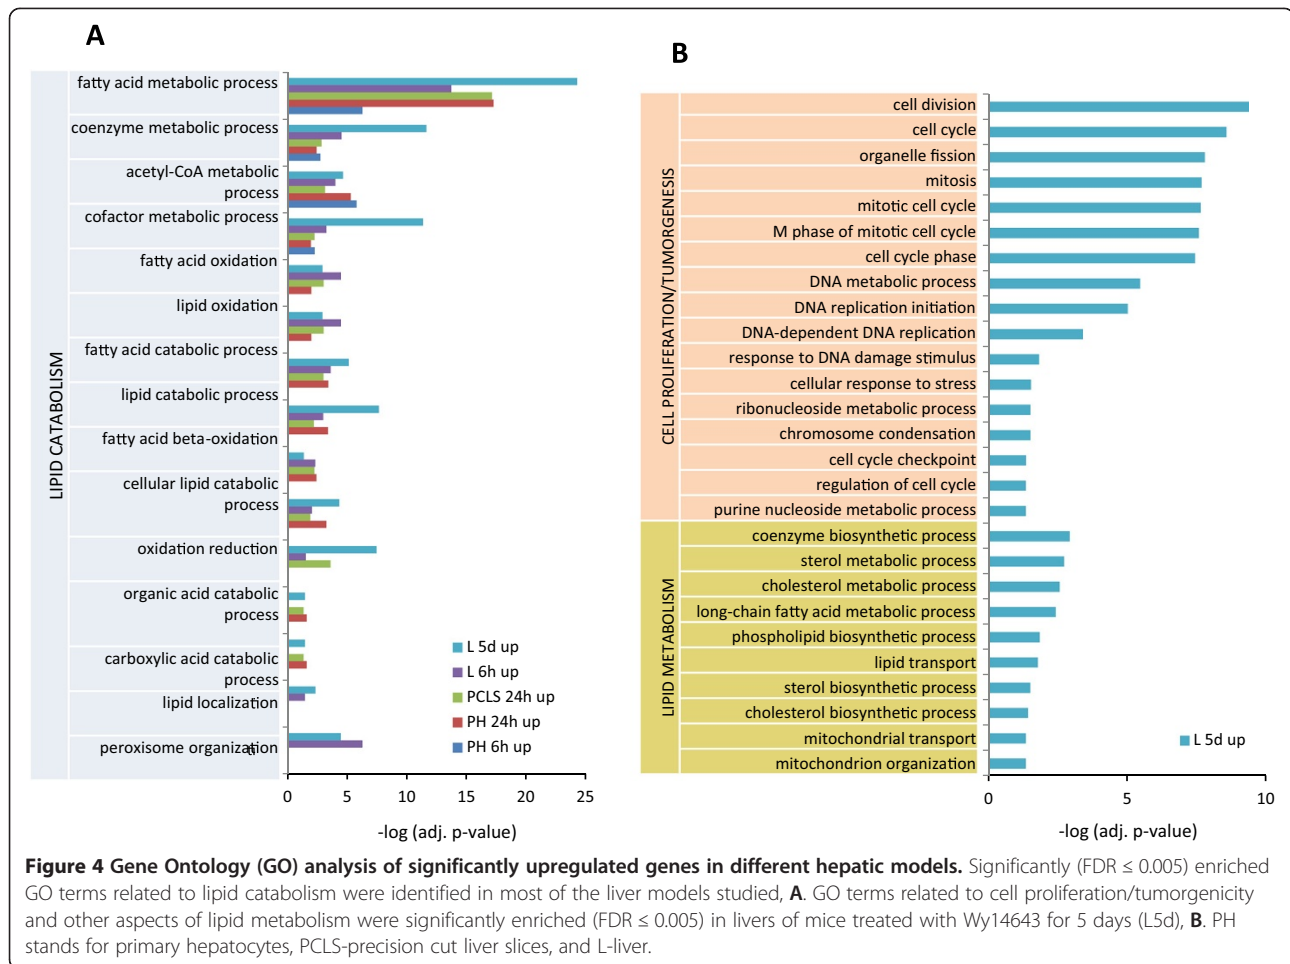 A
fatty acid metabolic process
coenzyme metabolic process
acetyl-CoA metabolic
process
cofactor metabolic process
fatty acid oxidation
lipid oxidation
fatty acid catabolic process
lipid catabolic process
fatty acid beta-oxidation
cellular lipid catabolic
process
oxidation reduction
organic acid catabolic
process
carboxylic acid catabolic
process
lipid localization
peroxisome organization
LIPID CATABOLISM
L 5d up
L 6h up
PCLS 24h up
PH 24h up
PH 6h up
0 5 10 15 20 25
-log (adj. p-value)
B
cell division
cell cycle
organelle fission
mitosis
mitotic cell cycle
M phase of mitotic cell cycle
cell cycle phase
DNA metabolic process
DNA replication initiation
DNA-dependent DNA replication
response to DNA damage stimulus
cellular response to stress
ribonucleoside metabolic process
chromosome condensation
cell cycle checkpoint
regulation of cell cycle
purine nucleoside metabolic process
CELL PROLIFERATION/TUMORGENESIS
coenzyme biosynthetic process
sterol metabolic process
cholesterol metabolic process
long-chain fatty acid metabolic process
phospholipid biosynthetic process
lipid transport
sterol biosynthetic process
cholesterol biosynthetic process
mitochondrial transport
mitochondrion organization
LIPID METABOLISM
L 5d up
0 5 10
-log (adj. p-value)
Figure 4 Gene Ontology (GO) analysis of significantly upregulated genes in different hepatic models. Significantly (FDR ≤ 0.005) enriched
GO terms related to lipid catabolism were identified in most of the liver models studied, A. GO terms related to cell proliferation/tumorgenicity
and other aspects of lipid metabolism were significantly enriched (FDR ≤ 0.005) in livers of mice treated with Wy14643 for 5 days (L5d), B. PH
stands for primary hepatocytes, PCLS-precision cut liver slices, and L-liver.